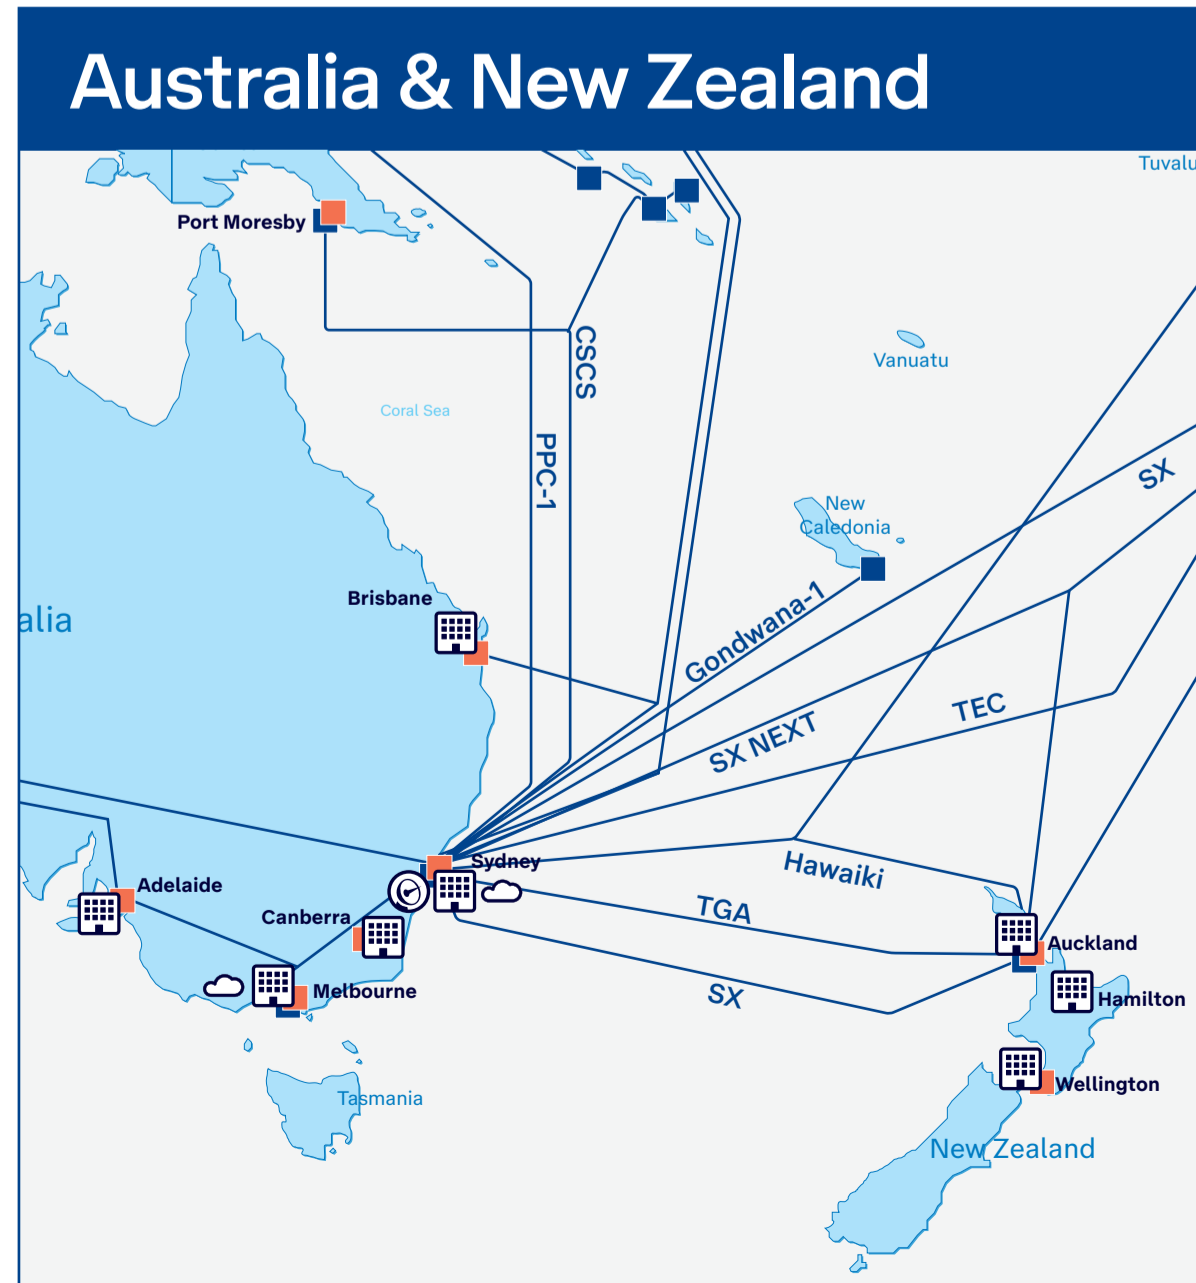 Australia & New Zealand
Tuvalu
Port Moresby
CSCS
Vanuatu
Coral Sea
PPC-1
SX
New
Caledonia
Brisbane
alia
Gondwana-1
TEC
SX NEXT
Sydney
Hawaiki
Adelaide
TGA
Canberra
Auckland
Melbourne
SX
Hamilton
Wellington
Tasmania
New Zealand